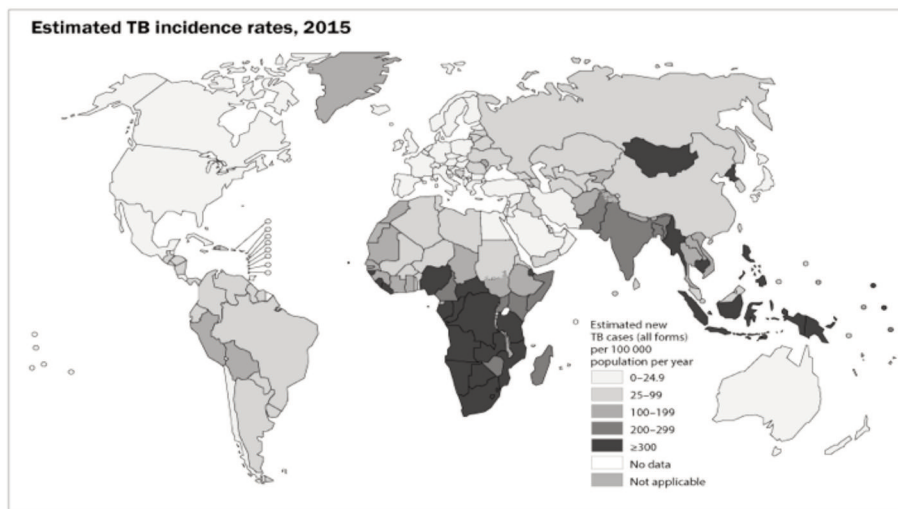 Estimated TB incidence rates, 2015
Estimated new
TB cases (all forms)
per 100 000
population per year
0–24.9
25–99
100–199
200–299
≥300
No data
Not applicable